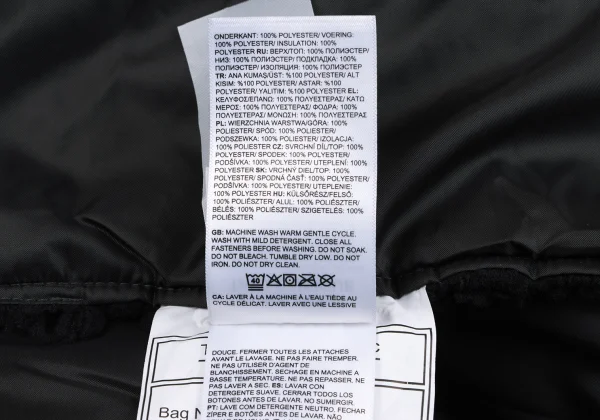 ONDERKANT: 100% POLYESTER/ VOERING:
100% POLYESTER/ INSULATION: 100%
POLYESTER RU: ВЕРХ/ТОП: 100% ПОЛИЭСТЕР/
НИЗ: 100% ПОЛИЭСТЕР/ ПОДКЛАДКА: 100%
ПОЛИЭСТЕР/ ИЗОЛЯЦИЯ: 100% ПОЛИЭСТЕР
TR: ANA KUMAŞ/ÜST: %100 POLYESTER/ ALT
KISIM: %100 POLYESTER/ ASTAR: %100
POLYESTER/ YALITIM: %100 POLYESTER EL:
ΚΕΛΥΦΟΣ/ΕΠΑΝΩ: 100% ΠΟΛΥΕΣΤΕΡΑΣ/ ΚΑΤΩ
ΜΕΡΟΣ: 100% ΠΟΛΥΕΣΤΕΡΑΣ/ ΦΟΔΡΑ: 100%
ΠΟΛΥΕΣΤΕΡΑΣ/ ΜΟΝΩΣΗ: 100% ΠΟΛΥΕΣΤΕΡΑΣ
PL: WIERZCHNIA WARSTWA/GÓRA: 100%
POLIESTER/ SPÓD: 100% POLIESTER/
PODSZEWKA: 100% POLIESTER/ IZOLACJA:
100% POLIESTER CZ: SVRCHNÍ DÍL/TOP: 100%
POLYESTER/ SPODEK: 100% POLYESTER/
PODŠÍVKA: 100% POLYESTER/ UTEPLENÍ: 100%
POLYESTER SK: VRCHNÝ DIEL/TOP: 100%
POLYESTER/ SPODNÁ ČASŤ: 100% POLYESTER/
PODŠÍVKA: 100% POLYESTER/ UTEPLENIE:
100% POLYESTER HU: KÜLSŐRÉSZ/FELSŐ:
100% POLIÉSZTER/ ALUL: 100% POLIÉSZTER/
BÉLÉS: 100% POLIÉSZTER/ SZIGETELÉS: 100%
POLIÉSZTER
GB: MACHINE WASH WARM GENTLE CYCLE.
WASH WITH MILD DETERGENT. CLOSE ALL
FASTENERS BEFORE WASHING. DO NOT SOAK.
DO NOT BLEACH. TUMBLE DRY LOW. DO NOT
IRON. DO NOT DRY CLEAN.
40
CA: LAVER À LA MACHINE À L'EAU TIÈDE AU
CYCLE DÉLICAT. LAVER AVEC UNE LESSIVE
DOUCE. FERMER TOUTES LES ATTACHES
AVANT LE LAVAGE. NE PAS FAIRE TREMPER.
NE PAS UTILISER D'AGENT DE
BLANCHISSEMENT. SECHAGE EN MACHINE A
BASSE TEMPERATURE. NE PAS REPASSER. NE
PAS LAVER A SEC. ES: LAVAR CON
DETERGENTE SUAVE. CERRAR TODOS LOS
BOTONES ANTES DE LAVAR. NO SUMERGIR
PT: LAVE COM DETERGENTE NEUTRO. FECHAR
ZÍPER E BOTÕES ANTES DE LAVAR. NÃO
T
C
Bag N